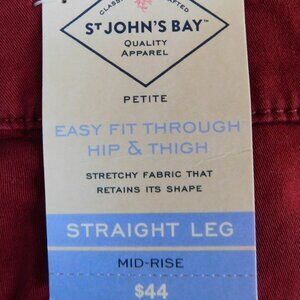 ST JOHN'S BAY™
QUALITY
APPAREL
PETITE
EASY FIT THROUGH
HIP & THIGH
STRETCHY FABRIC THAT
RETAINS ITS SHAPE
STRAIGHT LEG
MID-RISE
$44